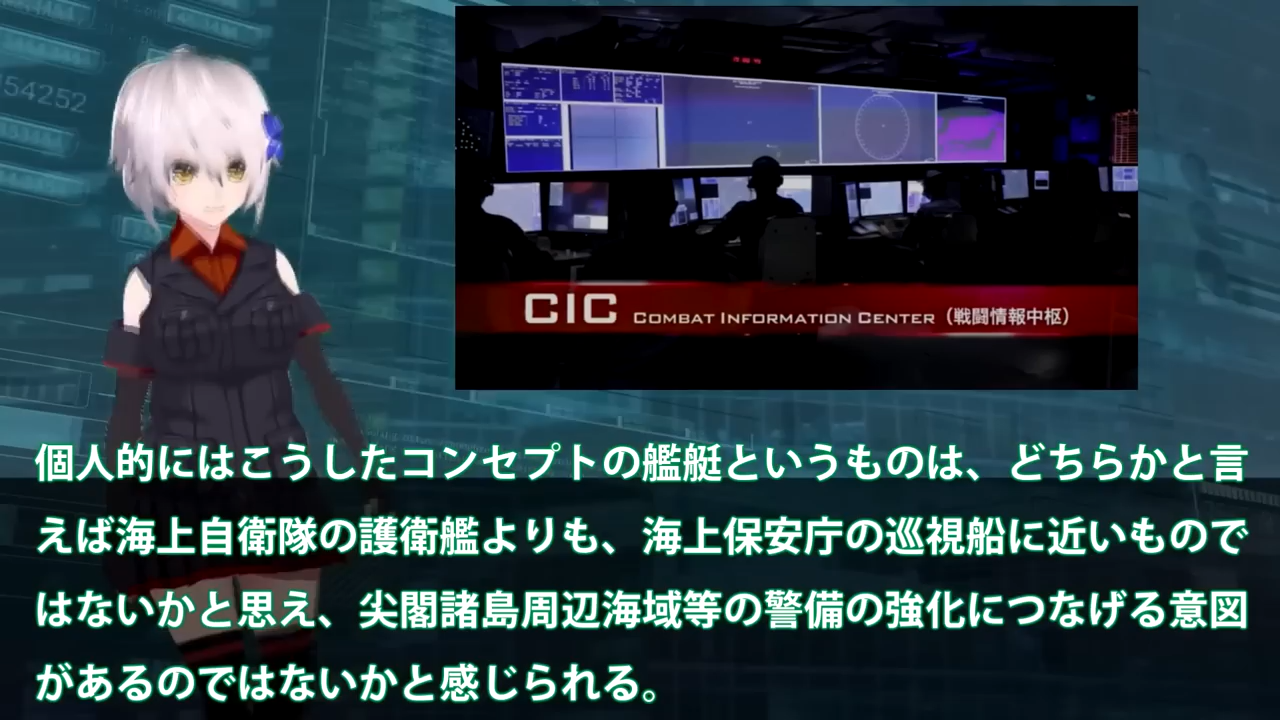 54252
CIC COMBAT INFORMATION CENTER（戦闘情報中枢）
個人的にはこうしたコンセプトの艦艇というものは、どちらかと言
えば海上自衛隊の護衛艦よりも、海上保安庁の巡視船に近いもので
はないかと思え、尖閣諸島周辺海域等の警備の強化につなげる意図
があるのではないかと感じられる。